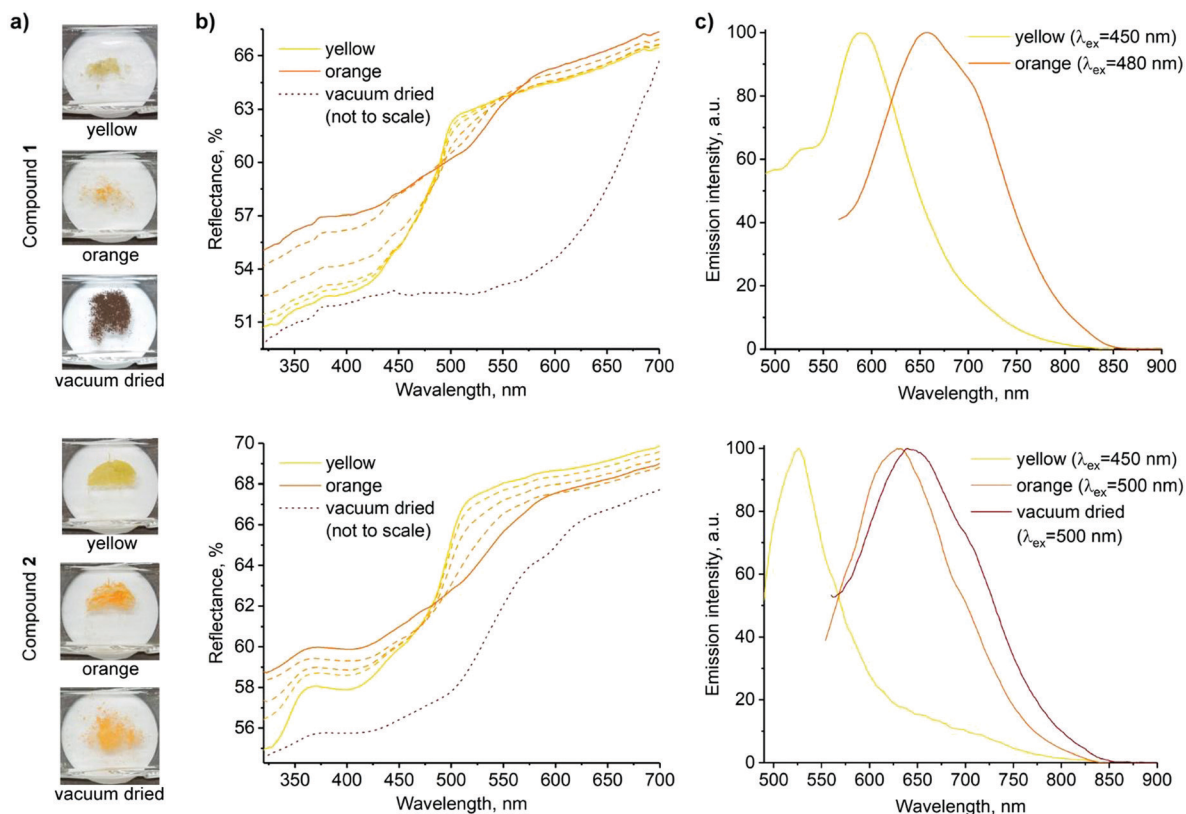 a)
Compound 1
yellow
orange
vacuum dried
b)
Reflectance, %
66
63
60
57
54
51
yellow
orange
vacuum dried
(not to scale)
350 400 450 500 550 600 650 700
Wavelength, nm
c)
Emission intensity, a.u.
100
80
60
40
20
0
yellow (λex=450 nm)
orange (λex=480 nm)
500 550 600 650 700 750 800 850 900
Wavelength, nm
Compound 2
yellow
orange
vacuum dried
Reflectance, %
70
68
66
64
62
60
58
56
yellow
orange
vacuum dried
(not to scale)
350 400 450 500 550 600 650 700
Wavelength, nm
Emission intensity, a.u.
100
80
60
40
20
0
yellow (λex=450 nm)
orange (λex=500 nm)
vacuum dried
(λex=500 nm)
500 550 600 650 700 750 800 850 900
Wavelength, nm